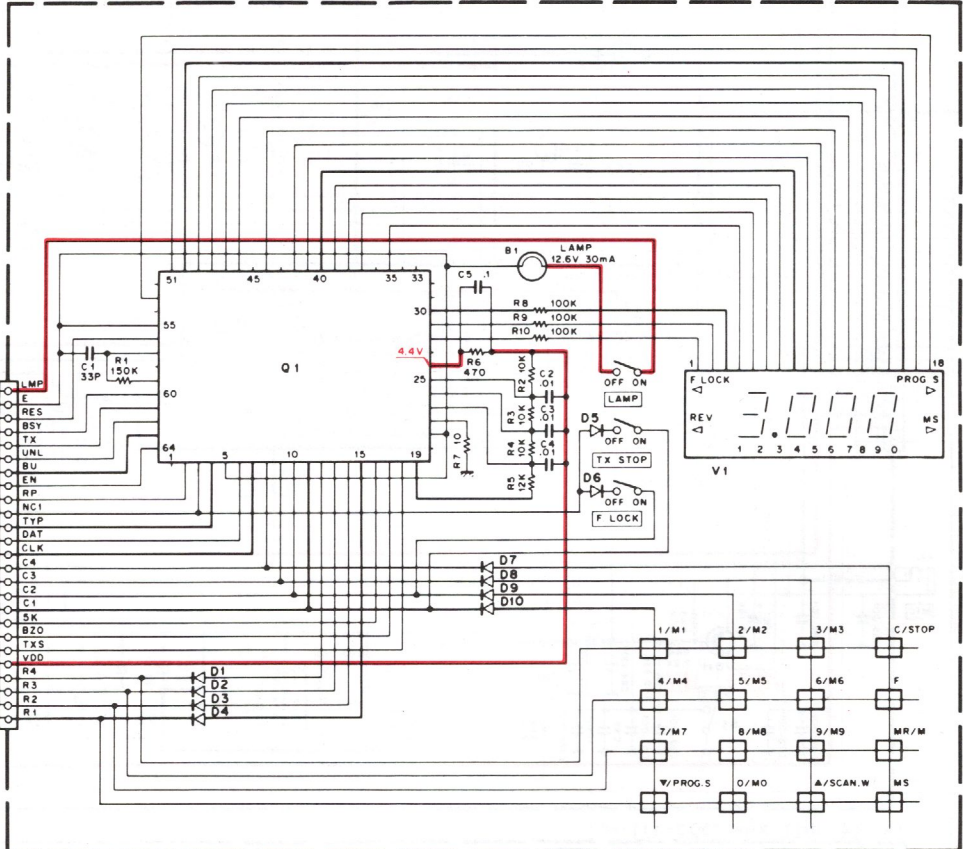 51 45 40 35 33
B1
LAMP
12.6V 30mA
C5 .1
55
30
R8 100K
R9 100K
R10 100K
4.4V
R6
470
Q1
C1
33P
R1
150K
60
25
64
1 5 10 15 19
R2 10K
C2
.01
R3
10K
C3
.01
R4
10K
C4
.01
R5
12K
R7 10
OFF ON
LAMP
D5
OFF ON
TX STOP
D6
OFF ON
F LOCK
1 18
F LOCK PROG S
REV MS
3.000
1 2 3 4 5 6 7 8 9 0
V1
LMP
E
RES
BSY
TX
UNL
BU
EN
RP
NC1
TYP
DAT
CLK
C4
C3
C2
C1
SK
BZO
TXS
VDD
R4
R3
R2
R1
D7
D8
D9
D10
D1
D2
D3
D4
1/M1 2/M2 3/M3 C/STOP
4/M4 5/M5 6/M6 F
7/M7 8/M8 9/M9 MR/M
▼/PROG.S 0/M0 ▲/SCAN.W MS